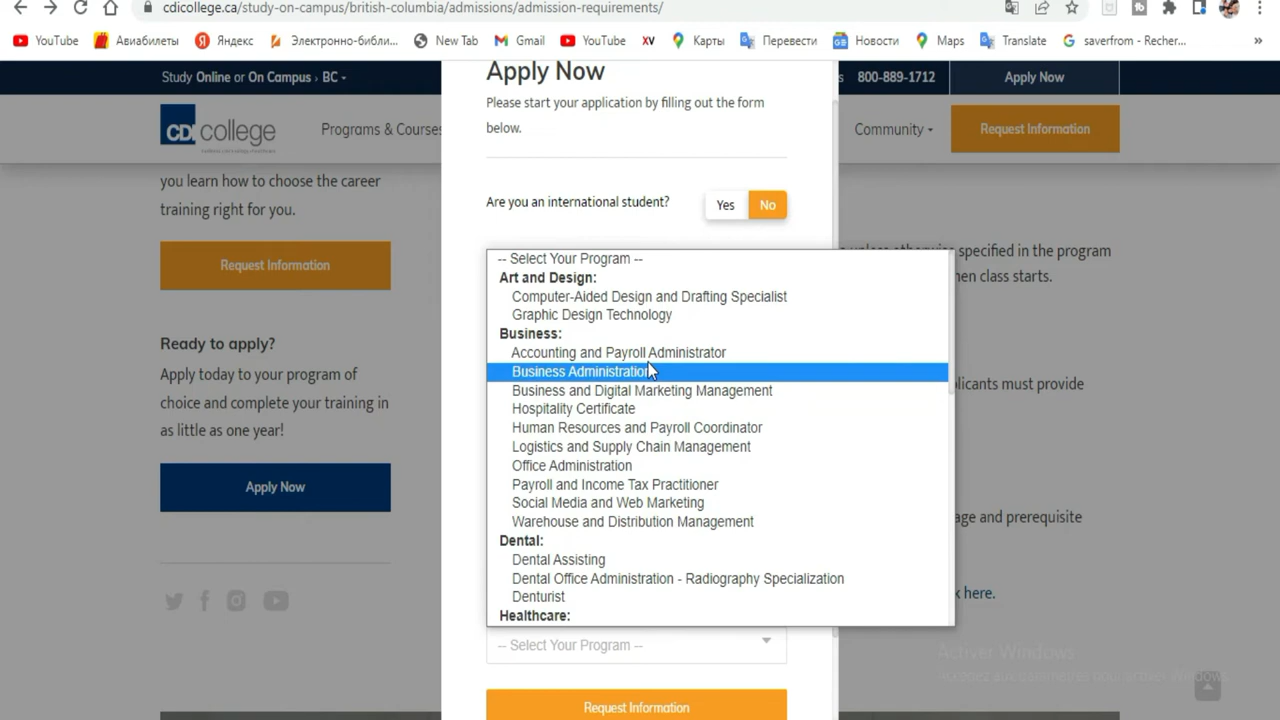 cdicollege.ca/study-on-campus/british-columbia/admissions/admission-requirements/
YouTube Авиабилеты Яндекс Электронно-библи... New Tab Gmail YouTube XV Карты Перевести Новости Maps Translate saverfrom - Recher... »
Study Online or On Campus › BC
800-889-1712 Apply Now
CDI college Programs & Courses Community Request Information
you learn how to choose the career
training right for you.
Request Information
Ready to apply?
Apply today to your program of
choice and complete your training in
as little as one year!
Apply Now
Apply Now
Please start your application by filling out the form
below.
Are you an international student? Yes No
-- Select Your Program --
Art and Design:
Computer-Aided Design and Drafting Specialist
Graphic Design Technology
Business:
Accounting and Payroll Administrator
Business Administration
Business and Digital Marketing Management
Hospitality Certificate
Human Resources and Payroll Coordinator
Logistics and Supply Chain Management
Office Administration
Payroll and Income Tax Practitioner
Social Media and Web Marketing
Warehouse and Distribution Management
Dental:
Dental Assisting
Dental Office Administration - Radiography Specialization
Denturist
Healthcare:
-- Select Your Program --
Request Information
unless otherwise specified in the program
hen class starts.
plicants must provide
age and prerequisite
k here.
Activer Windows